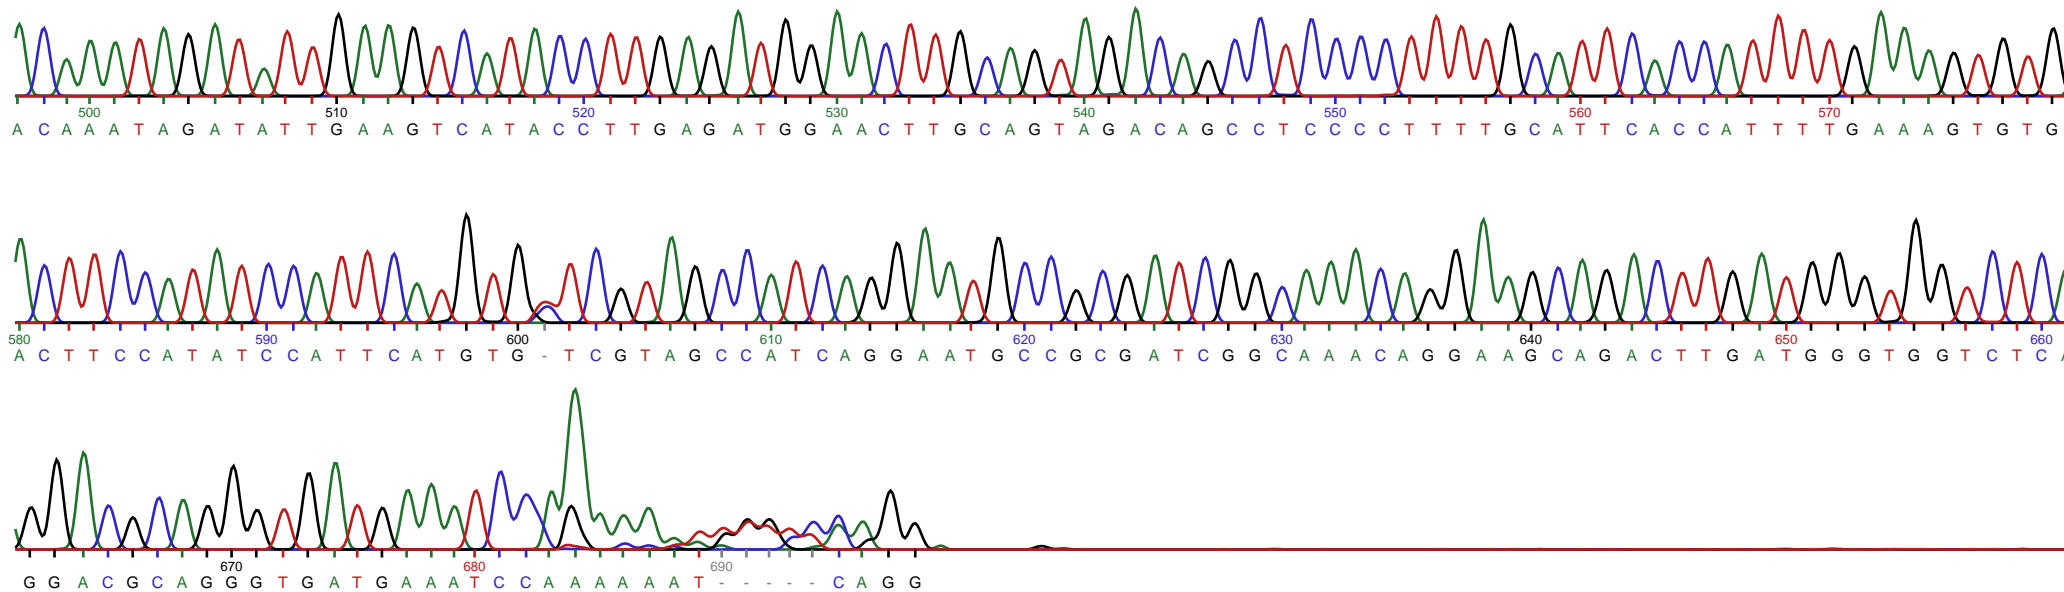 500 510 520 530 540 550 560 570
A C A A A T A G A T A T T G A A G T C A T A C C T T G A G A T G G A A C T T G C A G T A G A C A G C C T C C C C T T T T G C A T T C A C C A T T T T G A A A G T G T G
580 590 600 610 620 630 640 650 660
A C T T C C A T A T C C A T T C A T G T G - T C G T A G C C A T C A G G A A T G C C G C G A T C G G C A A A C A G G A A G C A G A C T T G A T G G G T G G T C T C A
670 680 690
G G A C G C A G G G T G A T G A A A T C C A A A A A A T - - - - - C A G G